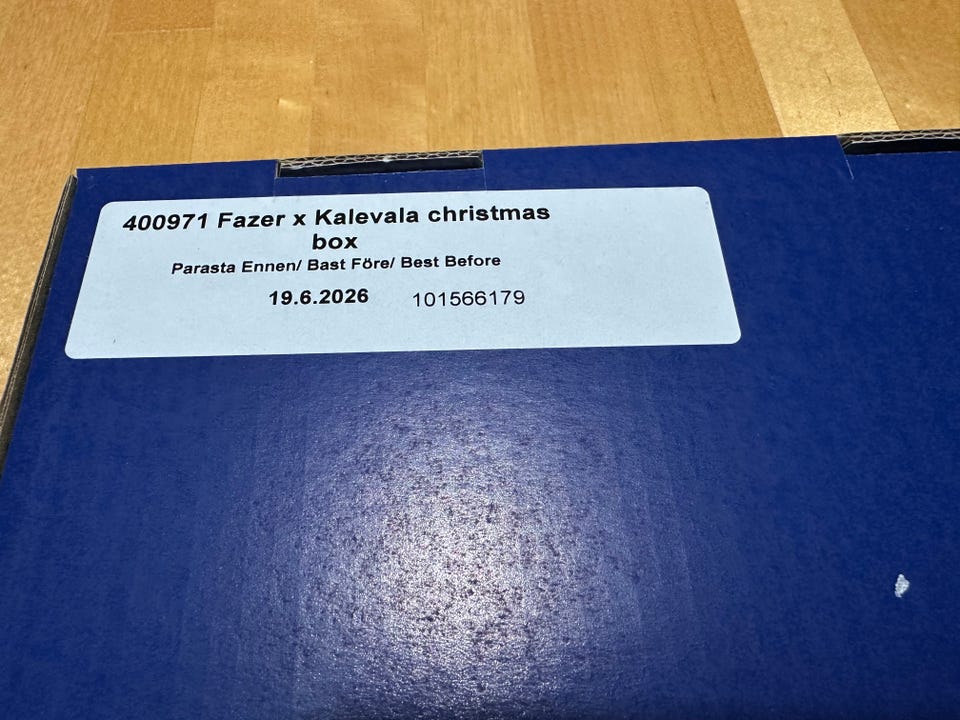 400971 Fazer x Kalevala christmas
box
Parasta Ennen/ Bast Före/ Best Before
19.6.2026 101566179